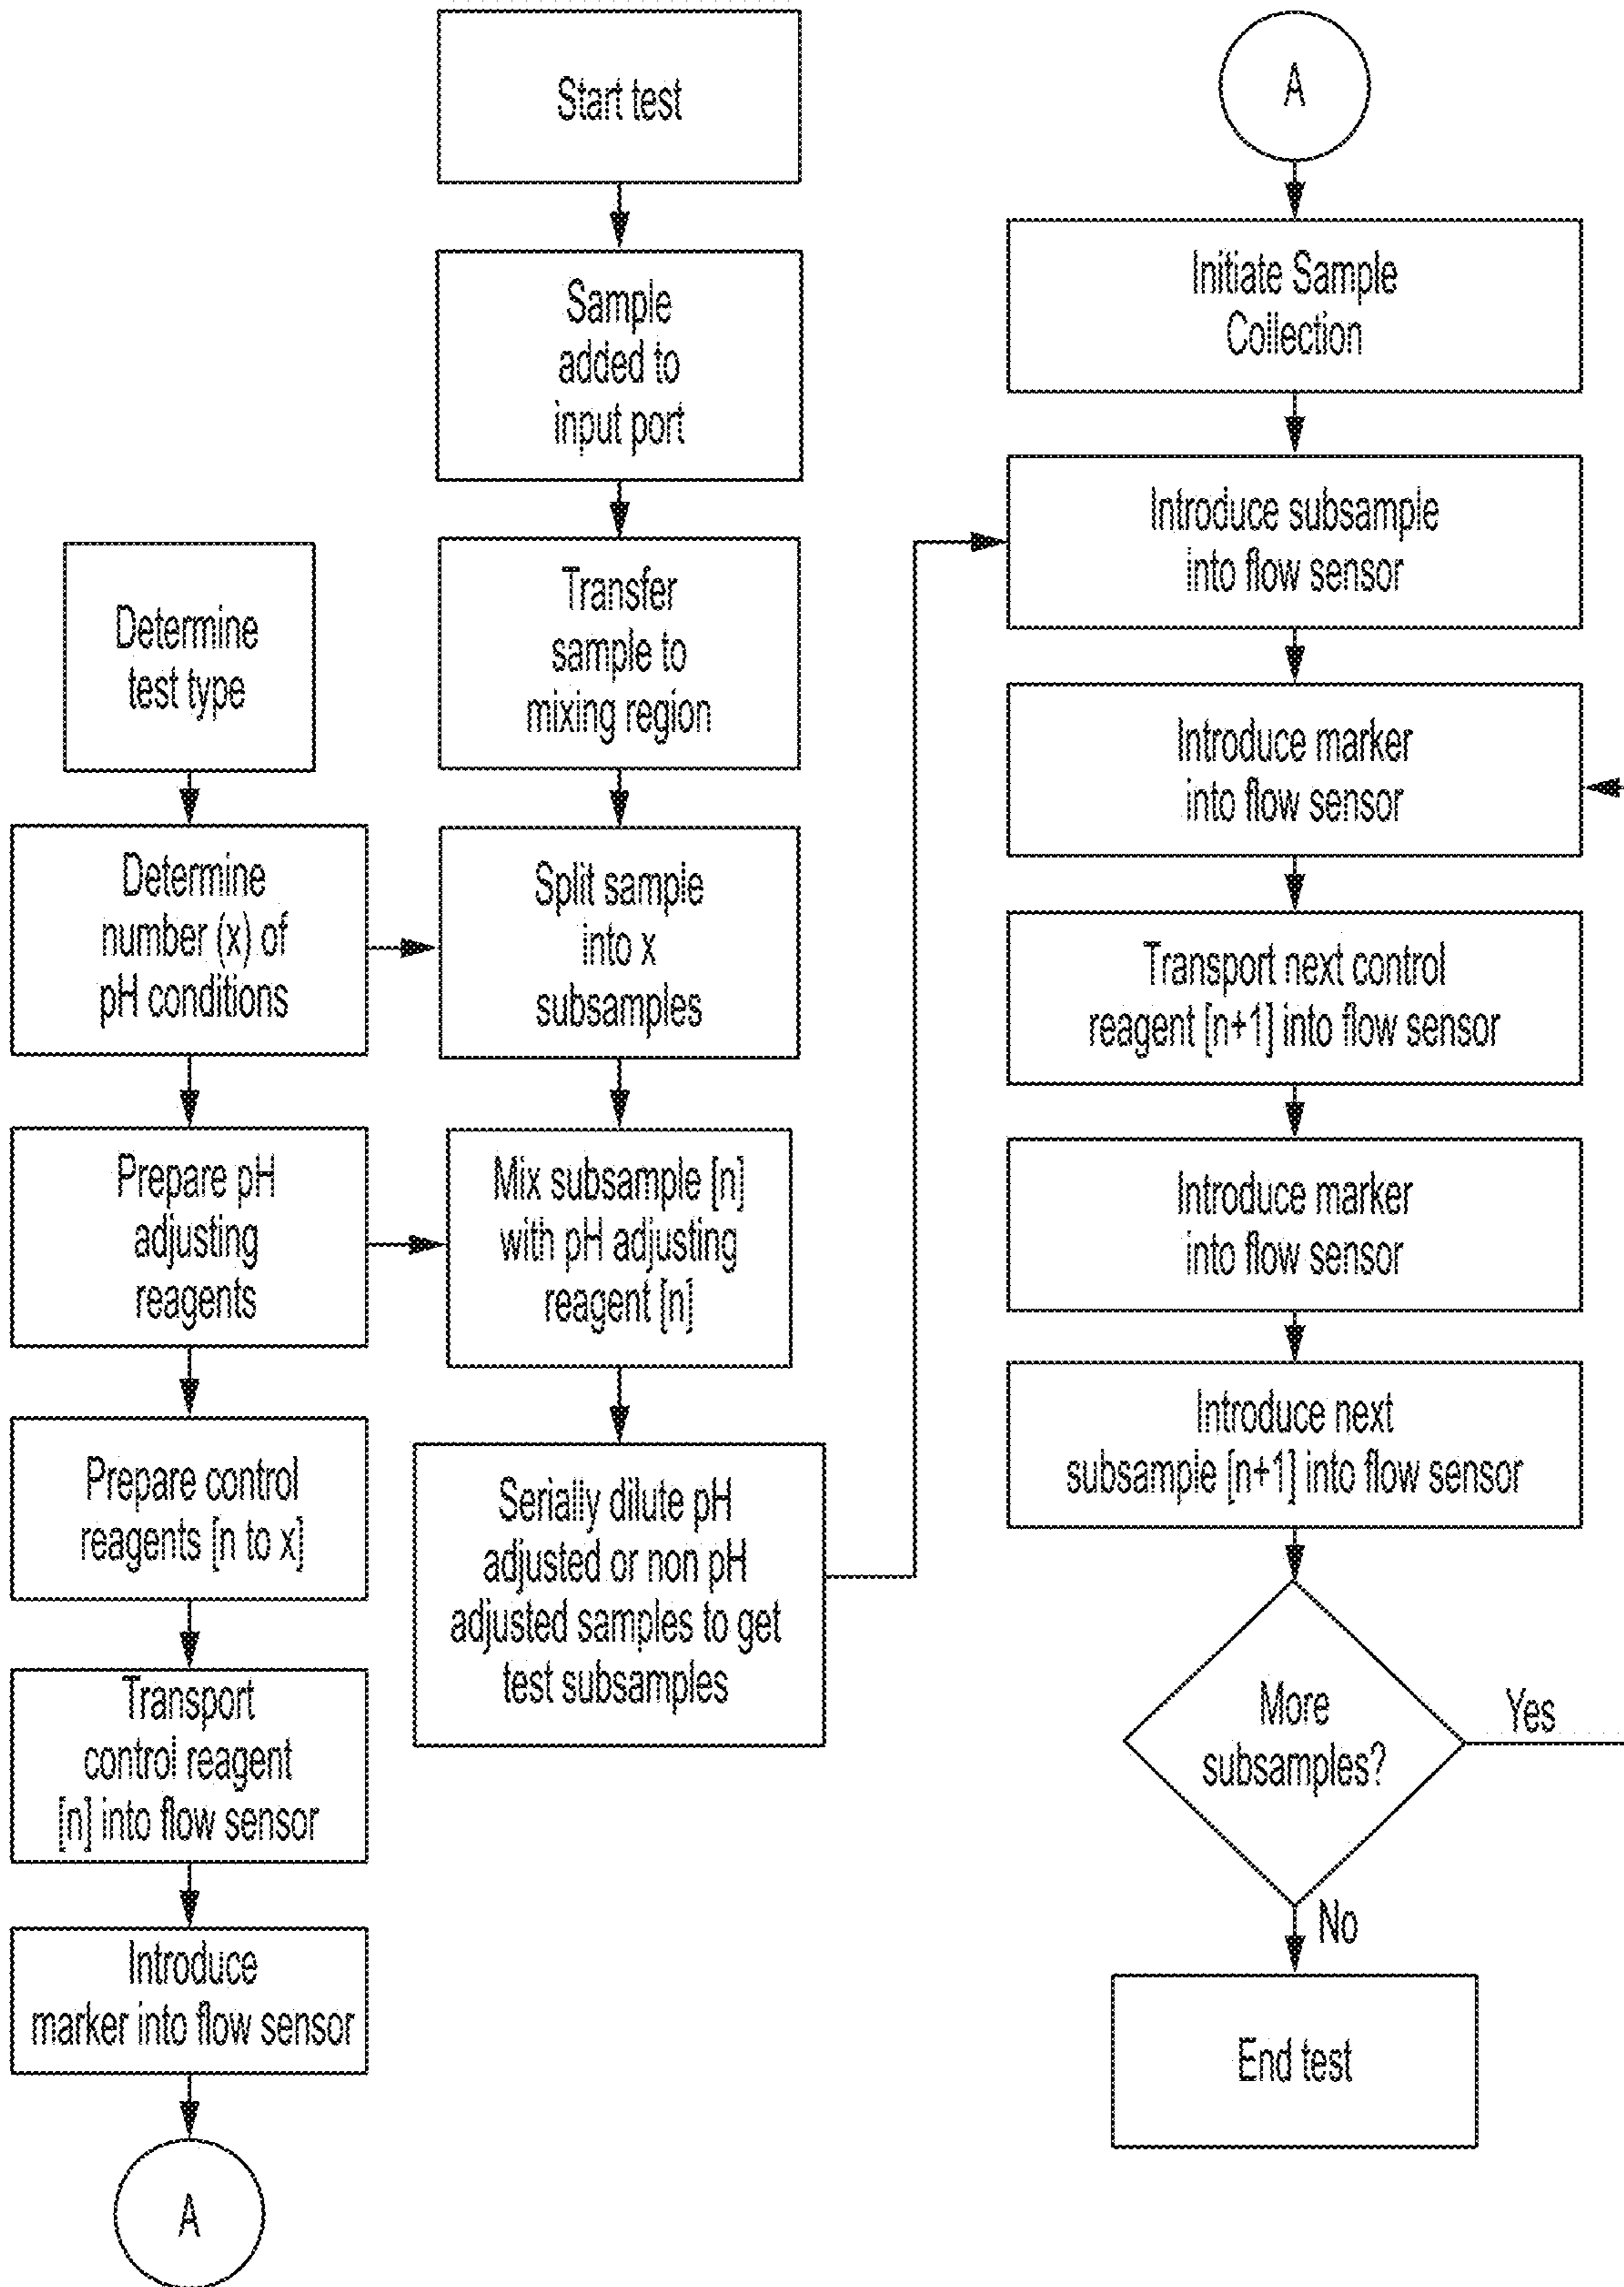 Start test
Sample
added to
input port
Transfer
sample to
mixing region
Split sample
into x
subsamples
Mix subsample [n]
with pH adjusting
reagent [n]
Serially dilute pH
adjusted or non pH
adjusted samples to get
test subsamples
Determine
test type
Determine
number (x) of
pH conditions
Prepare pH
adjusting
reagents
Prepare control
reagents [n to x]
Transport
control reagent
[n] into flow sensor
Introduce
marker into flow sensor
A
A
Initiate Sample
Collection
Introduce subsample
into flow sensor
Introduce marker
into flow sensor
Transport next control
reagent [n+1] into flow sensor
Introduce marker
into flow sensor
Introduce next
subsample [n+1] into flow sensor
More
subsamples?
Yes
No
End test